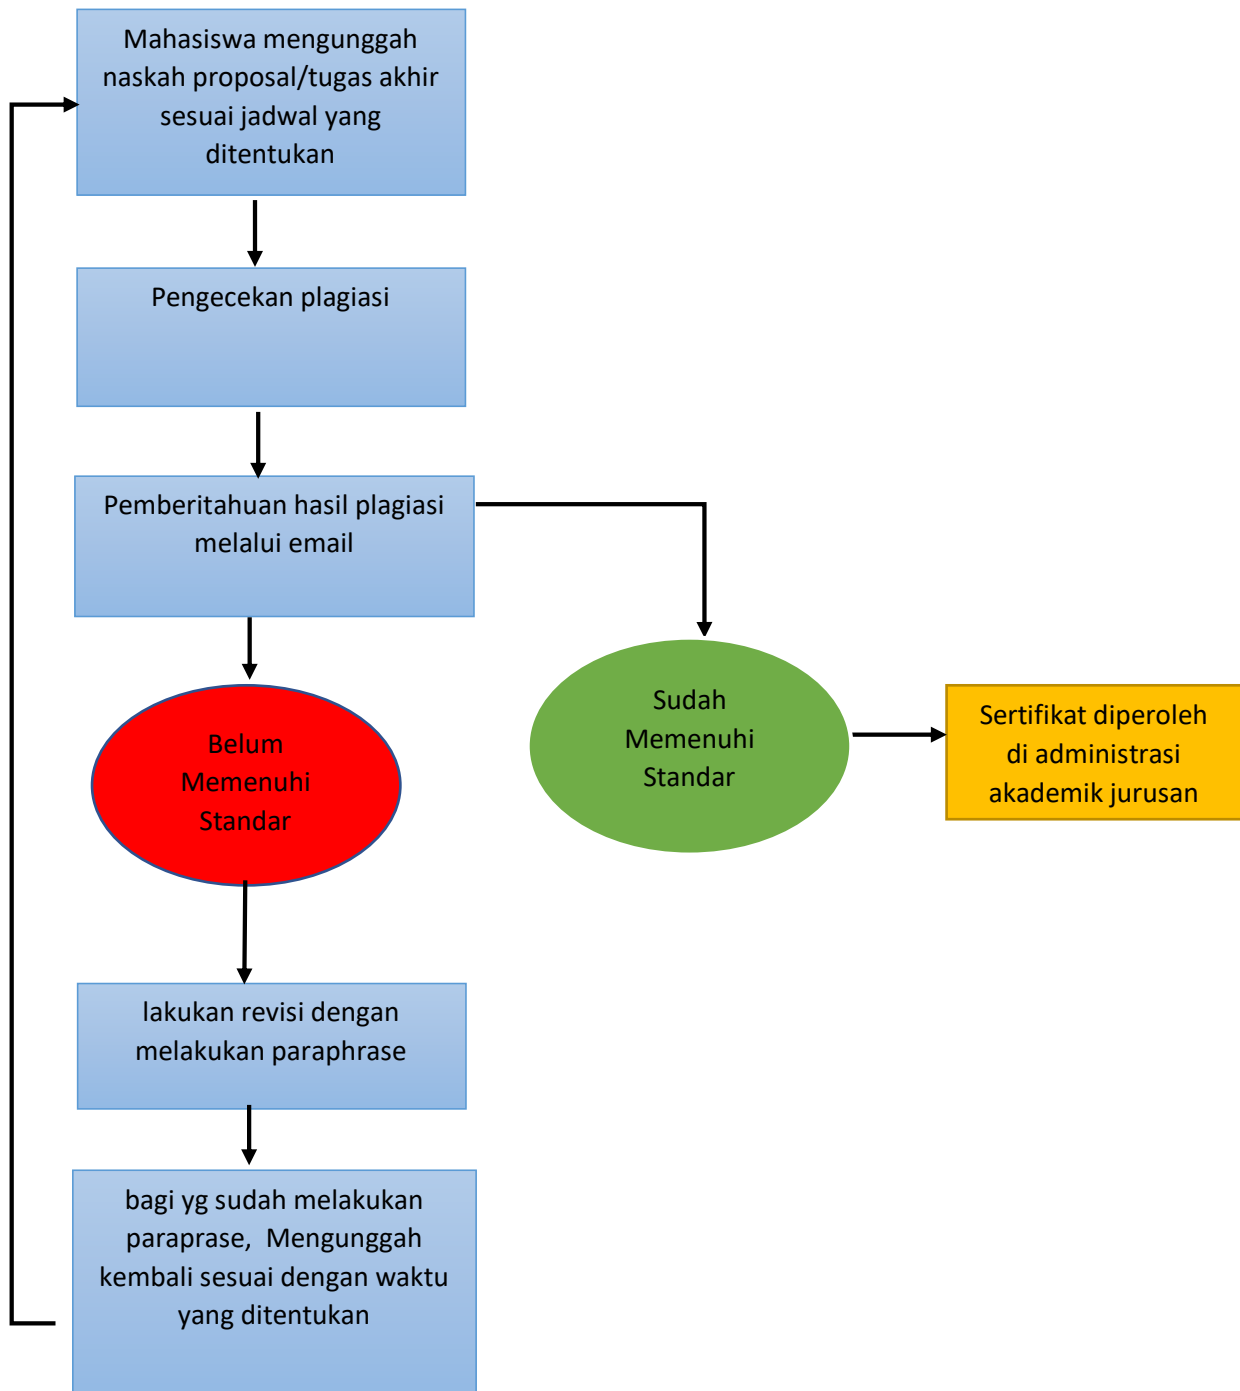 Mahasiswa mengunggah
naskah proposal/tugas akhir
sesuai jadwal yang
ditentukan
Pengecekan plagiasi
Pemberitahuan hasil plagiasi
melalui email
Belum
Memenuhi
Standar
Sudah
Memenuhi
Standar
Sertifikat diperoleh
di administrasi
akademik jurusan
lakukan revisi dengan
melakukan paraphrase
bagi yg sudah melakukan
paraprase,  Mengunggah
kembali sesuai dengan waktu
yang ditentukan